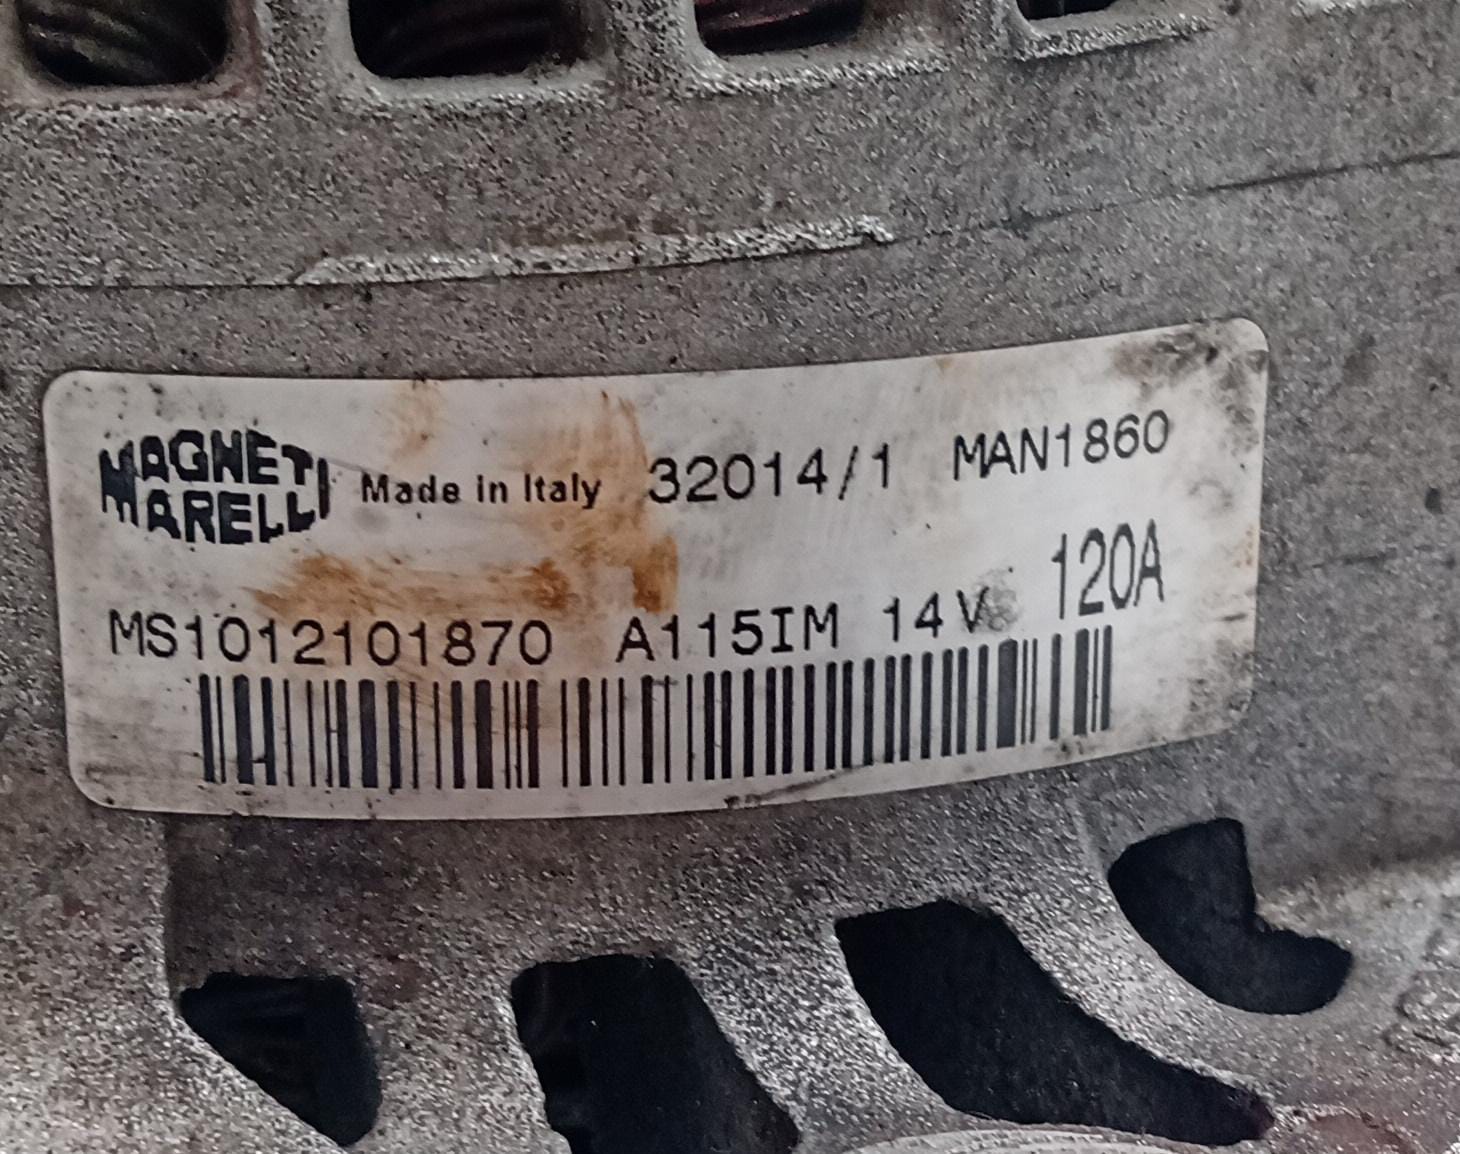 MAGNETI MARELLI Made in Italy 32014/1 MAN1860
MS1012101870 A115IM 14V 120A